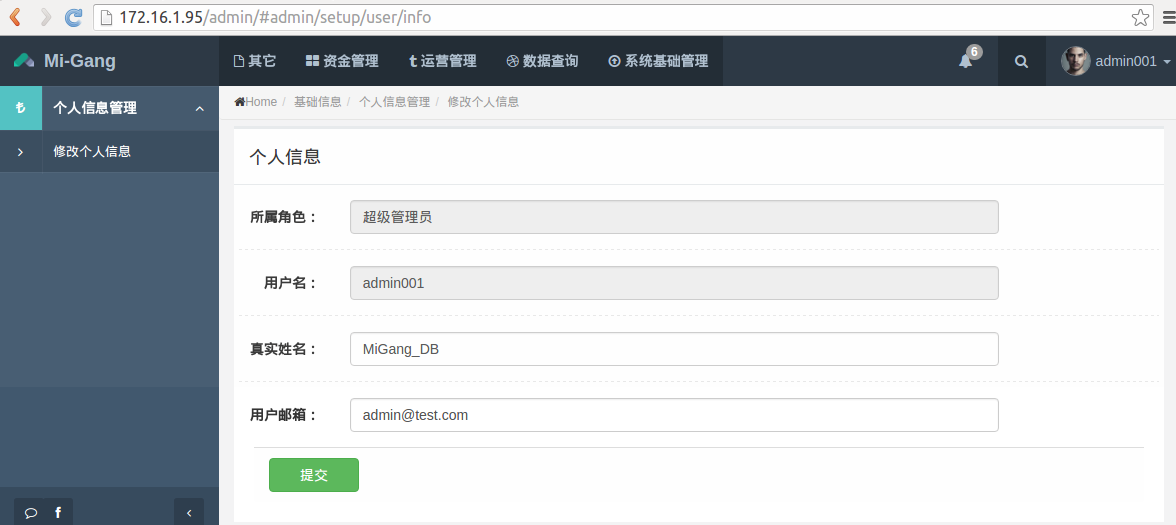 172.16.1.95/admin/#admin/setup/user/info
Mi-Gang 其它 资金管理 运营管理 数据查询 系统基础管理 6 admin001
个人信息管理
修改个人信息
Home / 基础信息 / 个人信息管理 / 修改个人信息
个人信息
所属角色： 超级管理员
用户名： admin001
真实姓名： MiGang_DB
用户邮箱： admin@test.com
提交